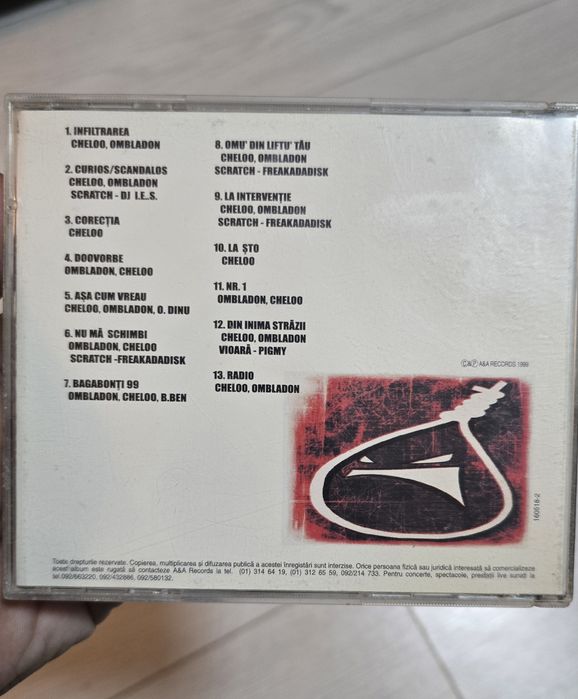 1. INFILTRAREA
CHELOO, OMBLADON
2. CURIOS/SCANDALOS
CHELOO, OMBLADON
SCRATCH - DJ I.E.S.
3. CORECȚIA
CHELOO
4. DOOVORBE
OMBLADON, CHELOO
5. AȘA CUM VREAU
CHELOO, OMBLADON, O. DINU
6. NU MĂ SCHIMBI
OMBLADON, CHELOO
SCRATCH -FREAKADADISK
7. BAGABONȚI 99
OMBLADON, CHELOO, B.BEN
8. OMU' DIN LIFTU' TĂU
CHELOO, OMBLADON
SCRATCH - FREAKADADISK
9. LA INTERVENȚIE
CHELOO, OMBLADON
SCRATCH - FREAKADADISK
10. LA ȘTO
CHELOO
11. NR. 1
OMBLADON, CHELOO
12. DIN INIMA STRĂZII
CHELOO, OMBLADON
VIOARĂ - PIGMY
13. RADIO
CHELOO, OMBLADON
©&℗ A&A RECORDS 1999
160518-2
Toate drepturile rezervate. Copierea, multiplicarea și difuzarea publică a acestei înregistrări sunt interzise. Orice persoana fizică sau juridică interesată să comercializeze
acest album este rugată să contacteze A&A Records la tel. (01) 314 64 19, (01) 312 65 59, 092/214 733. Pentru concerte, spectacole, prestații live sunați la
tel.092/663220, 092/432886, 092/580132.